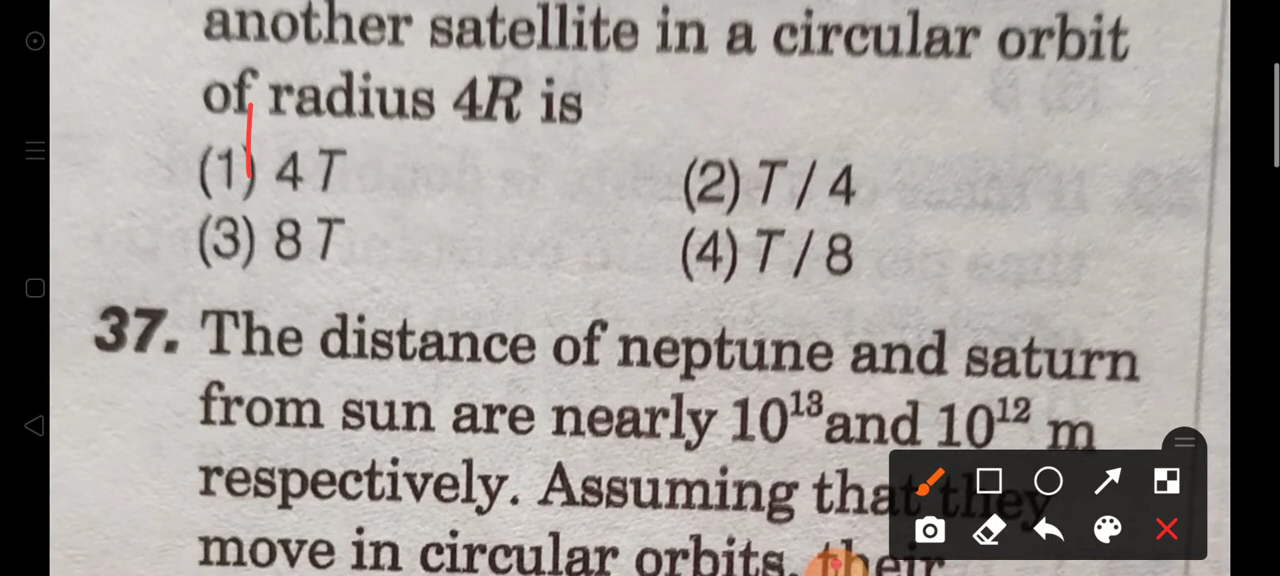 another satellite in a circular orbit
of radius 4R is
(1) 4 T (2) T / 4
(3) 8 T (4) T / 8
37. The distance of neptune and saturn
from sun are nearly 10¹³ and 10¹² m
respectively. Assuming that they
move in circular orbits, their